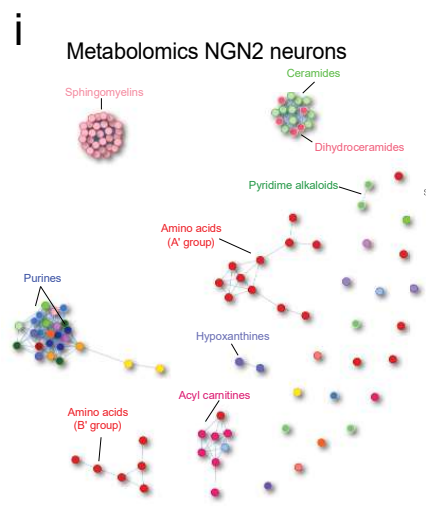 i
Metabolomics NGN2 neurons
Ceramides
Sphingomyelins
Dihydroceramides
Pyridime alkaloids
Amino acids
(A' group)
Purines
Hypoxanthines
Acyl carnitines
Amino acids
(B' group)